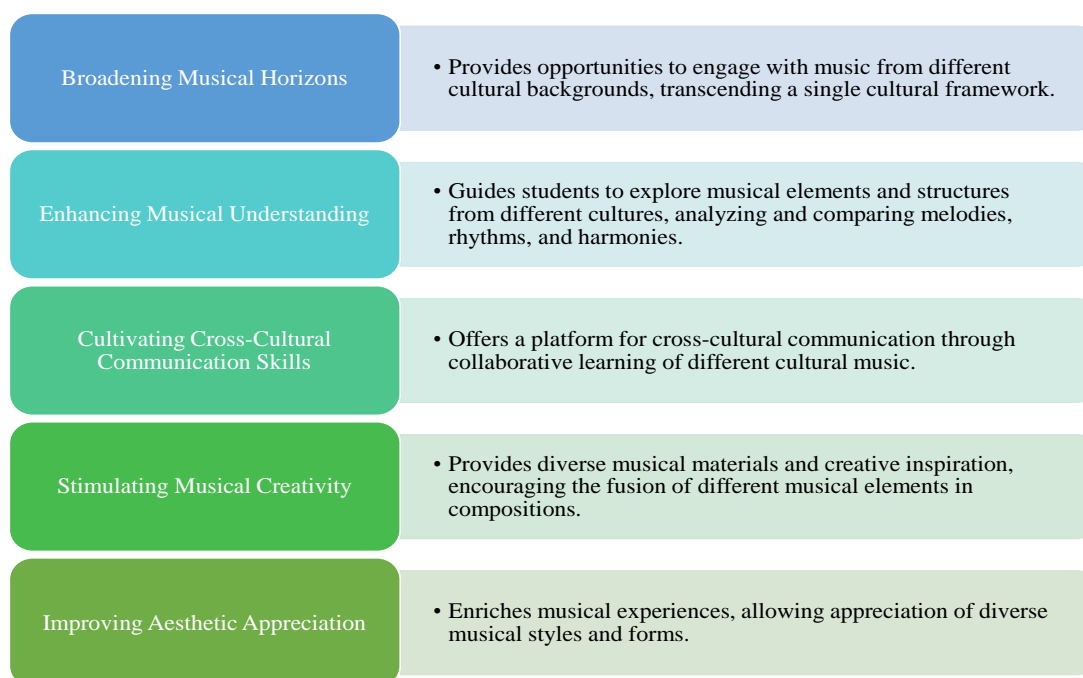 Broadening Musical Horizons
• Provides opportunities to engage with music from different
cultural backgrounds, transcending a single cultural framework.
Enhancing Musical Understanding
• Guides students to explore musical elements and structures
from different cultures, analyzing and comparing melodies,
rhythms, and harmonies.
Cultivating Cross-Cultural
Communication Skills
• Offers a platform for cross-cultural communication through
collaborative learning of different cultural music.
Stimulating Musical Creativity
• Provides diverse musical materials and creative inspiration,
encouraging the fusion of different musical elements in
compositions.
Improving Aesthetic Appreciation
• Enriches musical experiences, allowing appreciation of diverse
musical styles and forms.